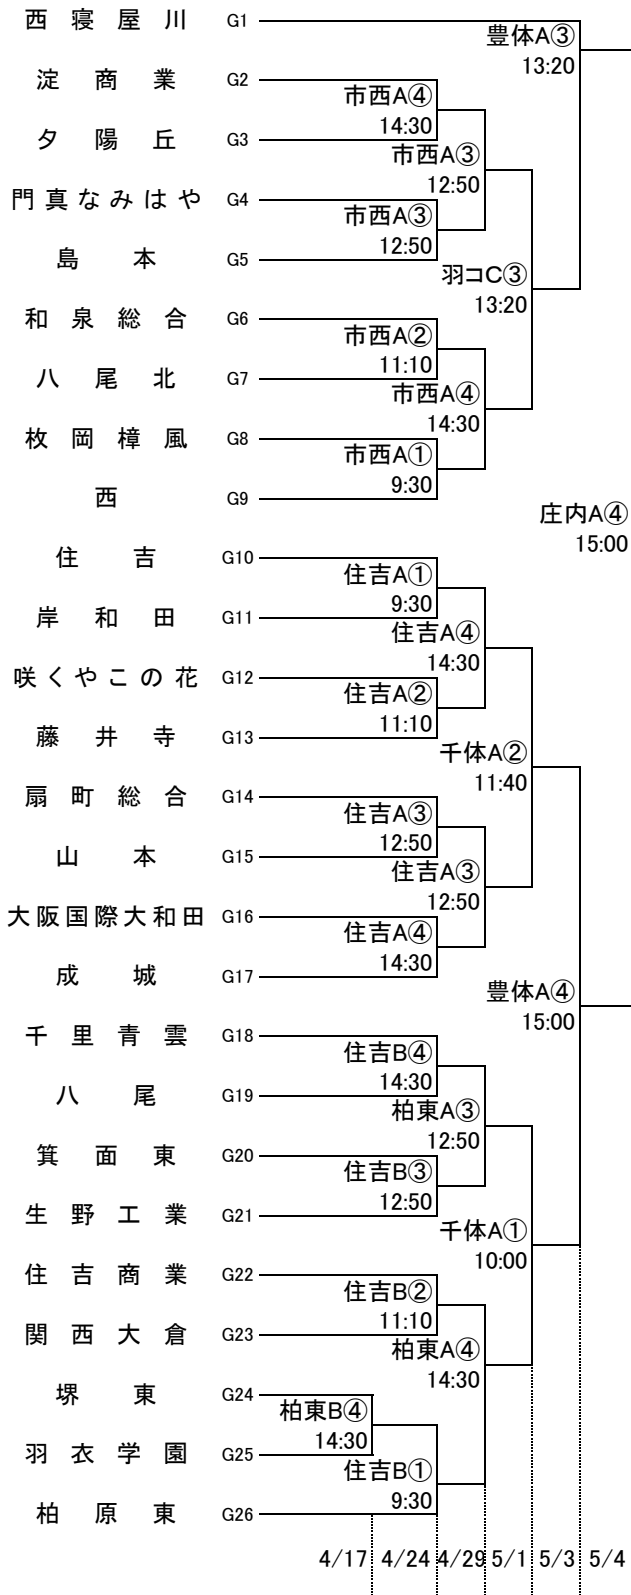 西寝屋川 G1
豊体A③
13:20
淀商業 G2
市西A④
14:30
夕陽丘 G3
市西A③
12:50
門真なみはや G4
市西A③
12:50
島本 G5
羽コC③
13:20
和泉総合 G6
市西A②
11:10
八尾北 G7
市西A④
14:30
枚岡樟風 G8
市西A①
9:30
西 G9
庄内A④
15:00
住吉 G10
住吉A①
9:30
岸和田 G11
住吉A④
14:30
咲くやこの花 G12
住吉A②
11:10
藤井寺 G13
千体A②
11:40
扇町総合 G14
住吉A③
12:50
山本 G15
住吉A③
12:50
大阪国際大和田 G16
住吉A④
14:30
成城 G17
豊体A④
15:00
千里青雲 G18
住吉B④
14:30
八尾 G19
柏東A③
12:50
箕面東 G20
住吉B③
12:50
生野工業 G21
千体A①
10:00
住吉商業 G22
住吉B②
11:10
関西大倉 G23
柏東A④
14:30
堺東 G24
柏東B④
14:30
羽衣学園 G25
住吉B①
9:30
柏原東 G26
4/17 4/24 4/29 5/1 5/3 5/4